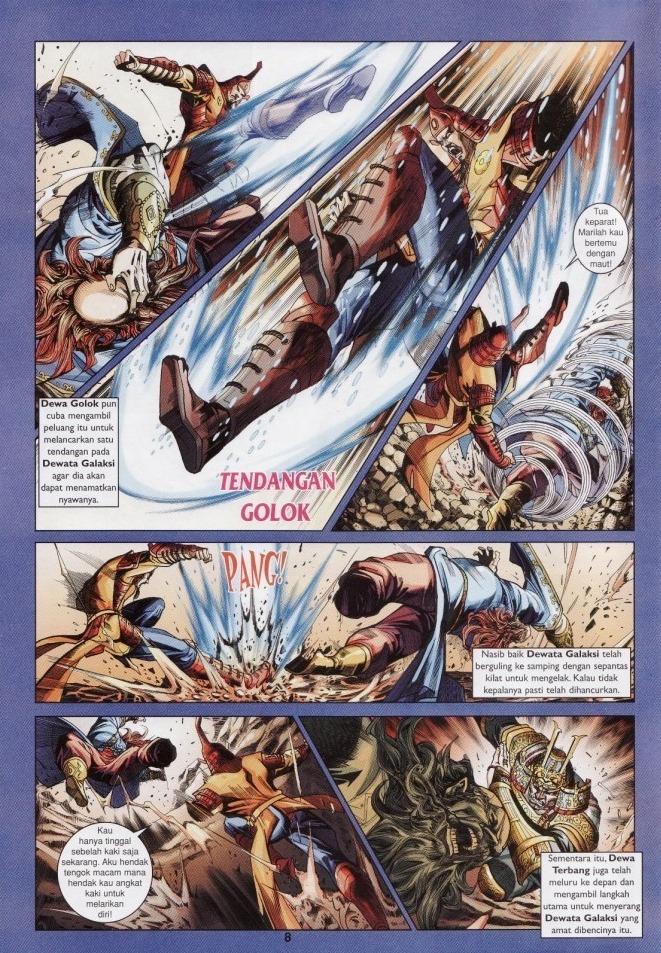 Tua
keparat!
Marilah kau
bertemu
dengan
maut!
Dewa Golok pun
cuba mengambil
peluang itu untuk
melancarkan satu
tendangan pada
Dewata Galaksi
agar dia akan
dapat menamatkan
nyawanya.
TENDANGAN
GOLOK
PANG!
Nasib baik Dewata Galaksi telah
berguling ke samping dengan sepantas
kilat untuk mengelak. Kalau tidak
kepalanya pasti telah dihancurkan.
Kau
hanya tinggal
sebelah kaki saja
sekarang. Aku hendak
tengok macam mana
hendak kau angkat
kaki untuk
melarikan
diri!
Sementara itu, Dewa
Terbang juga telah
meluru ke depan dan
mengambil langkah
utama untuk menyerang
Dewata Galaksi yang
amat dibencinya itu.
8